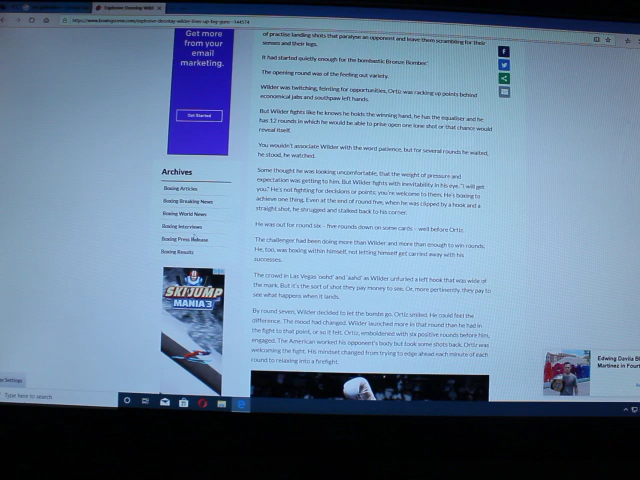 Explosive Deontay Wilder
https://www.boxingscene.com/explosive-deontay-wilder-lines-up-big-guns--144574
Get more
from your
email
marketing.
Get Started
Archives
Boxing Articles
Boxing Breaking News
Boxing World News
Boxing Interviews
Boxing Press Release
Boxing Results
SKI JUMP
MANIA 3
of practise landing shots that paralyse an opponent and leave them scrambling for their
senses and their legs.
It had started quietly enough for the bombastic 'Bronze Bomber.'
The opening round was of the feeling out variety.
Wilder was twitching, feinting for opportunities, Ortiz was racking up points behind
economical jabs and southpaw left hands.
But Wilder fights like he knows he holds the winning hand, he has the equaliser and he
has 12 rounds in which he would be able to prise open one lone shot or that chance would
reveal itself.
You wouldn't associate Wilder with the word patience, but for several rounds he waited,
he stood, he watched.
Some thought he was looking uncomfortable, that the weight of pressure and
expectation was getting to him. But Wilder fights with inevitability in his eye. "I will get
you." He's not fighting for decisions or points; you're welcome to them. He's boxing to
achieve one thing. Even at the end of round five, when he was clipped by a hook and a
straight shot, he shrugged and stalked back to his corner.
He was out for round six – five rounds down on some cards – well before Ortiz.
The challenger had been doing more than Wilder and more than enough to win rounds.
He, too, was boxing within himself, not letting himself get carried away with his
successes.
The crowd in Las Vegas 'oohd' and 'aahd' as Wilder unfurled a left hook that was wide of
the mark. But it's the sort of shot they pay money to see. Or, more pertinently, they pay to
see what happens when it lands.
By round seven, Wilder decided to let the bombs go. Ortiz smiled. He could feel the
difference. The mood had changed. Wilder launched more in that round than he had in
the fight to that point, or so it felt. Ortiz, emboldened with six positive rounds before him,
engaged. The American worked his opponent's body but took some shots back. Ortiz was
welcoming the fight. His mindset changed from trying to edge ahead each minute of each
round to relaxing into a firefight.
Edwing Davila B
Martinez in Fourt
Settings
Type here to search